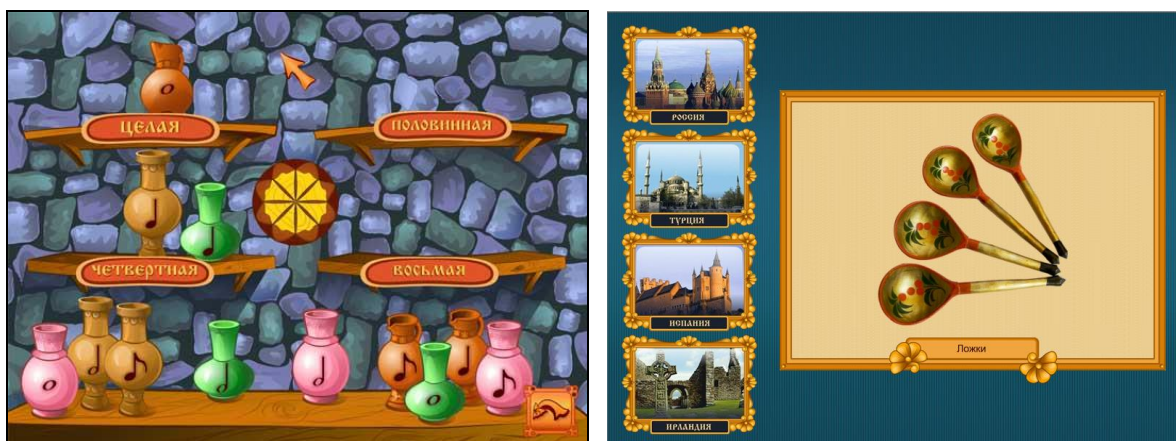 ЦЕЛАЯ
ПОЛОВИННАЯ
ЧЕТВЕРТНАЯ
ВОСЬМАЯ
РОССИЯ
ТУРЦИЯ
ИСПАНИЯ
ИРЛАНДИЯ
Ложки